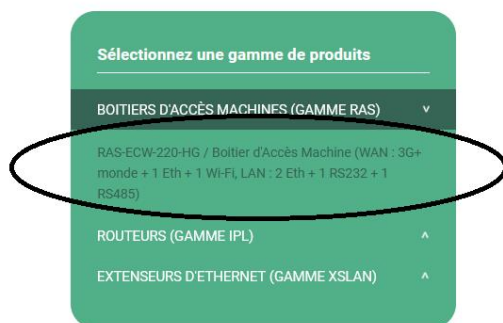 Sélectionnez une gamme de produits
BOITIERS D'ACCÈS MACHINES (GAMME RAS) v
RAS-ECW-220-HG / Boitier d'Accès Machine (WAN : 3G+
monde + 1 Eth + 1 Wi-Fi, LAN : 2 Eth + 1 RS232 + 1
RS485)
ROUTEURS (GAMME IPL) ^
EXTENSEURS D'ETHERNET (GAMME XSLAN) ^